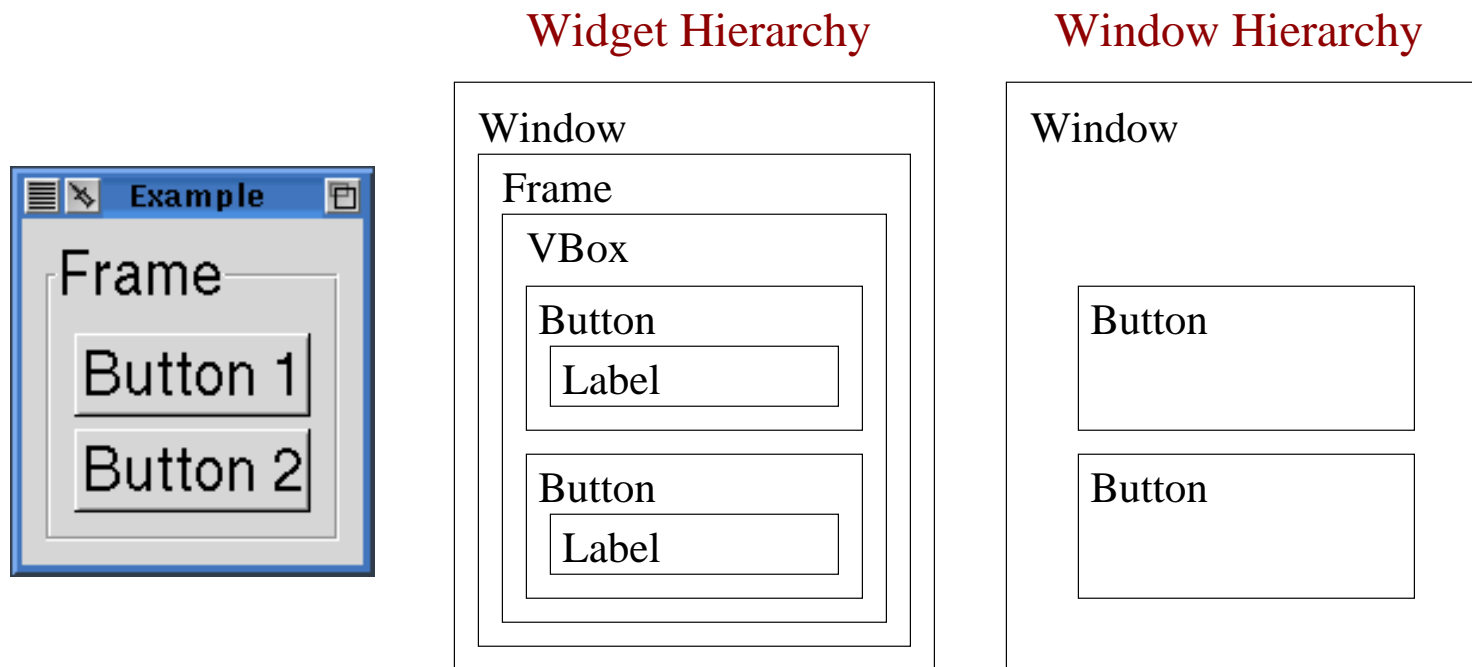 Widget Hierarchy
Window Hierarchy
Example
Frame
Button 1
Button 2
Window
Frame
VBox
Button
Label
Button
Label
Window
Button
Button